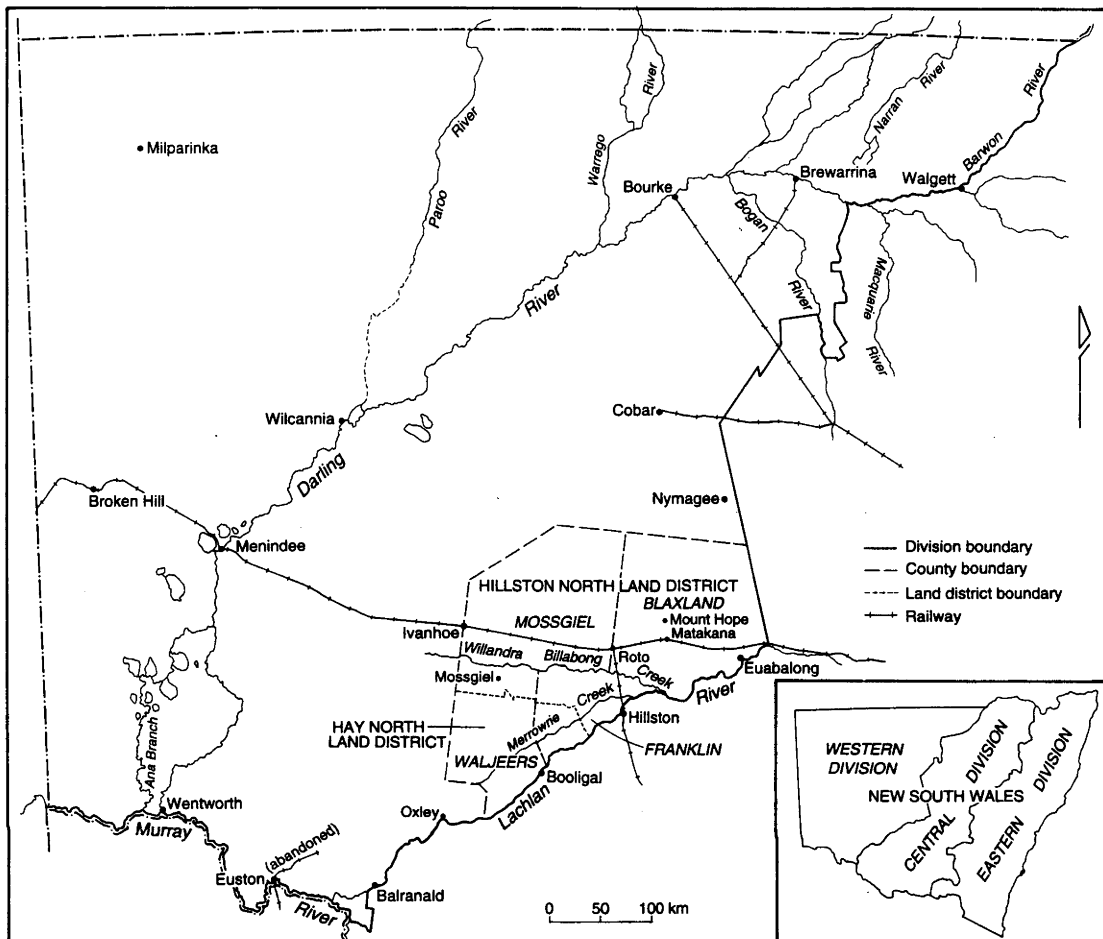 River
River
Narran River
Barwon River
Milparinka
Paroo River
Warrego
Bourke
Brewarrina
Walgett
Bogan River
Macquarie River
Darling River
Wilcannia
Cobar
Broken Hill
Menindee
Nymagee
Division boundary
County boundary
Land district boundary
Railway
HILLSTON NORTH LAND DISTRICT
BLAXLAND
Mount Hope
MOSSGIEL
Matakana
Ivanhoe
Willandra Billabong Creek
Roto
Euabalong
Mossgiel
Merrowrie Creek
River
Hillston
HAY NORTH
LAND DISTRICT
FRANKLIN
WALJEERS
Booligal
Lachlan
Oxley
Ana Branch
Wentworth
Murray
(abandoned)
Euston
Balranald
River
0 50 100 km
WESTERN
DIVISION
NEW SOUTH WALES
CENTRAL DIVISION
EASTERN DIVISION